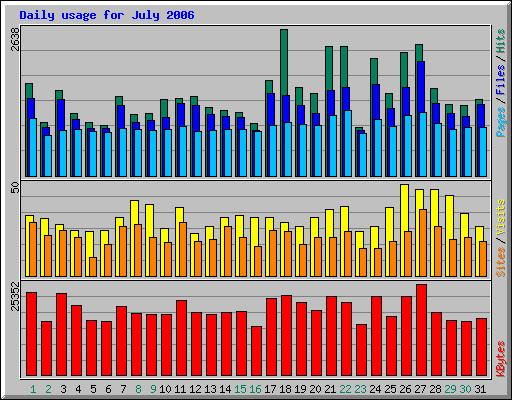 Daily usage for July 2006
2638
Pages / Files / Hits
50
Sites / Visits
25352
KBytes
1 2 3 4 5 6 7 8 9 10 11 12 13 14 15 16 17 18 19 20 21 22 23 24 25 26 27 28 29 30 31